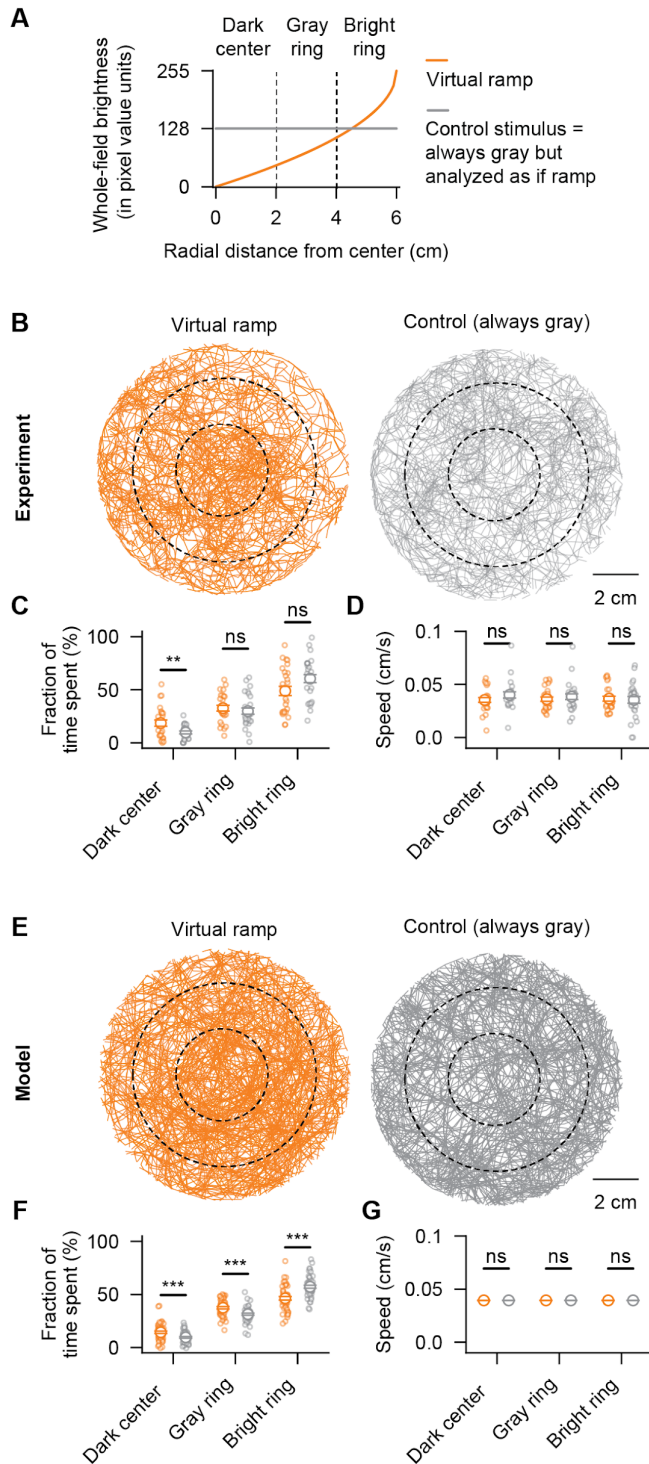 A
Dark center
Gray ring
Bright ring
Whole-field brightness
(in pixel value units)
255
128
0
0 2 4 6
Radial distance from center (cm)
Virtual ramp
Control stimulus =
always gray but
analyzed as if ramp
B
Virtual ramp
Control (always gray)
Experiment
2 cm
C
Fraction of
time spent (%)
100
50
0
** ns ns
Dark center
Gray ring
Bright ring
D
Speed (cm/s)
0.1
0.05
0.0
ns ns ns
Dark center
Gray ring
Bright ring
E
Virtual ramp
Control (always gray)
Model
2 cm
F
Fraction of
time spent (%)
100
50
0
*** *** ***
Dark center
Gray ring
Bright ring
G
Speed (cm/s)
0.1
0.05
0.0
ns ns ns
Dark center
Gray ring
Bright ring